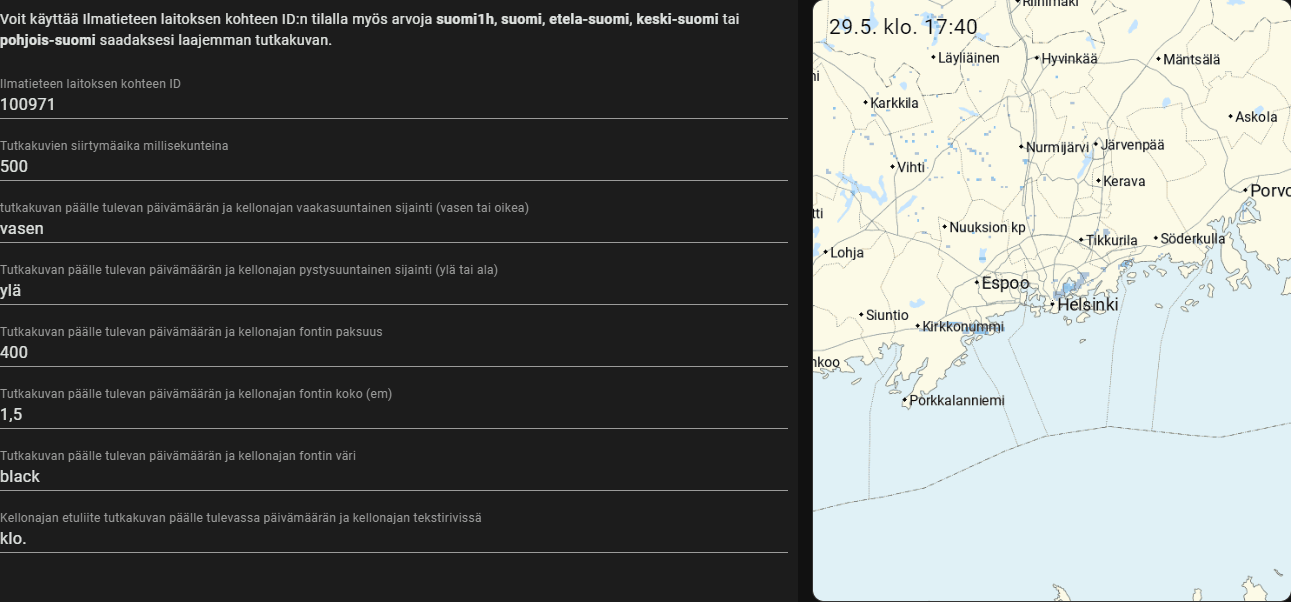 Voit käyttää Ilmatieteen laitoksen kohteen ID:n tilalla myös arvoja suomi1h, suomi, etela-suomi, keski-suomi tai
pohjois-suomi saadaksesi laajemman tutkakuvan.
Ilmatieteen laitoksen kohteen ID
100971
Tutkakuvien siirtymäaika millisekunteina
500
tutkakuvan päälle tulevan päivämäärän ja kellonajan vaakasuuntainen sijainti (vasen tai oikea)
vasen
Tutkakuvan päälle tulevan päivämäärän ja kellonajan pystysuuntainen sijainti (ylä tai ala)
ylä
Tutkakuvan päälle tulevan päivämäärän ja kellonajan fontin paksuus
400
Tutkakuvan päälle tulevan päivämäärän ja kellonajan fontin koko (em)
1,5
Tutkakuvan päälle tulevan päivämäärän ja kellonajan fontin väri
black
Kellonajan etuliite tutkakuvan päälle tulevassa päivämäärän ja kellonajan tekstirivissä
klo.
Riihimäki
29.5. klo. 17:40
Läyliäinen
Hyvinkää
Mäntsälä
ni
Karkkila
Askola
Nurmijärvi
Järvenpää
Vihti
Kerava
Porvo
tti
Nuuksion kp
Tikkurila
Söderkulla
Lohja
Espoo
Helsinki
Siuntio
Kirkkonummi
nkoo
Porkkalanniemi